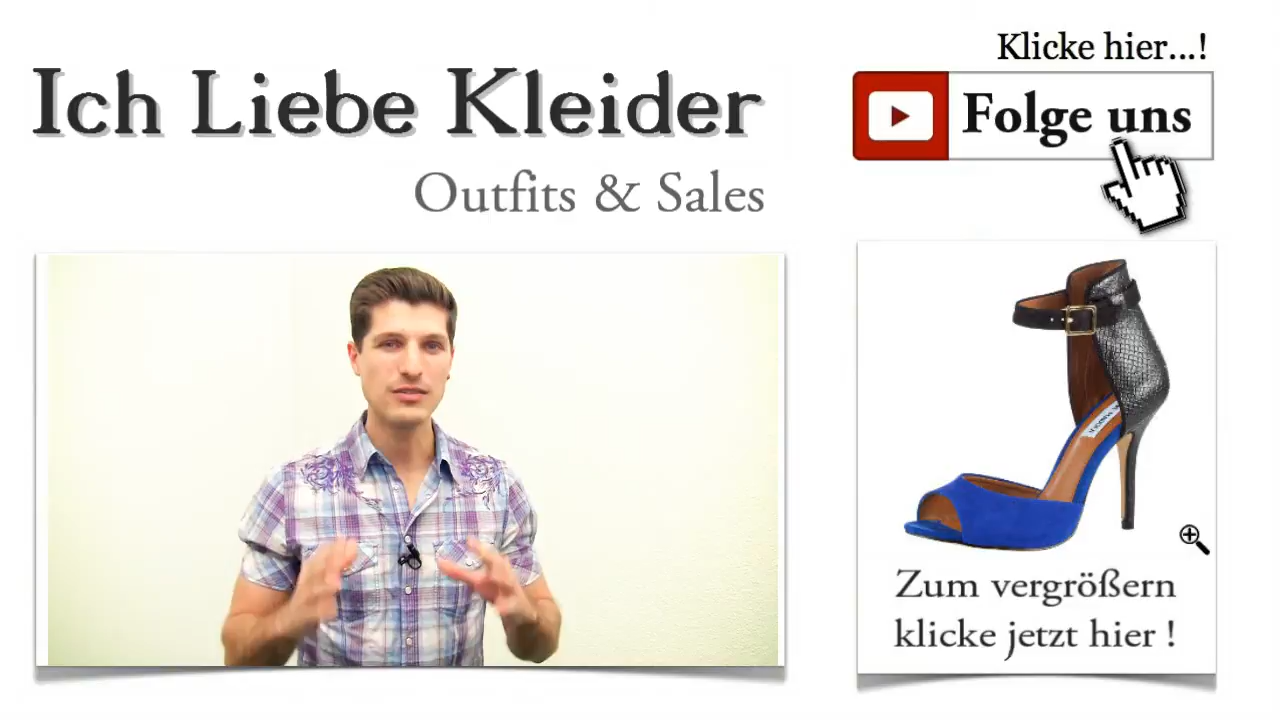 Ich Liebe Kleider
Outfits & Sales
Klicke hier...!
Folge uns
Zum vergrößern
klicke jetzt hier !